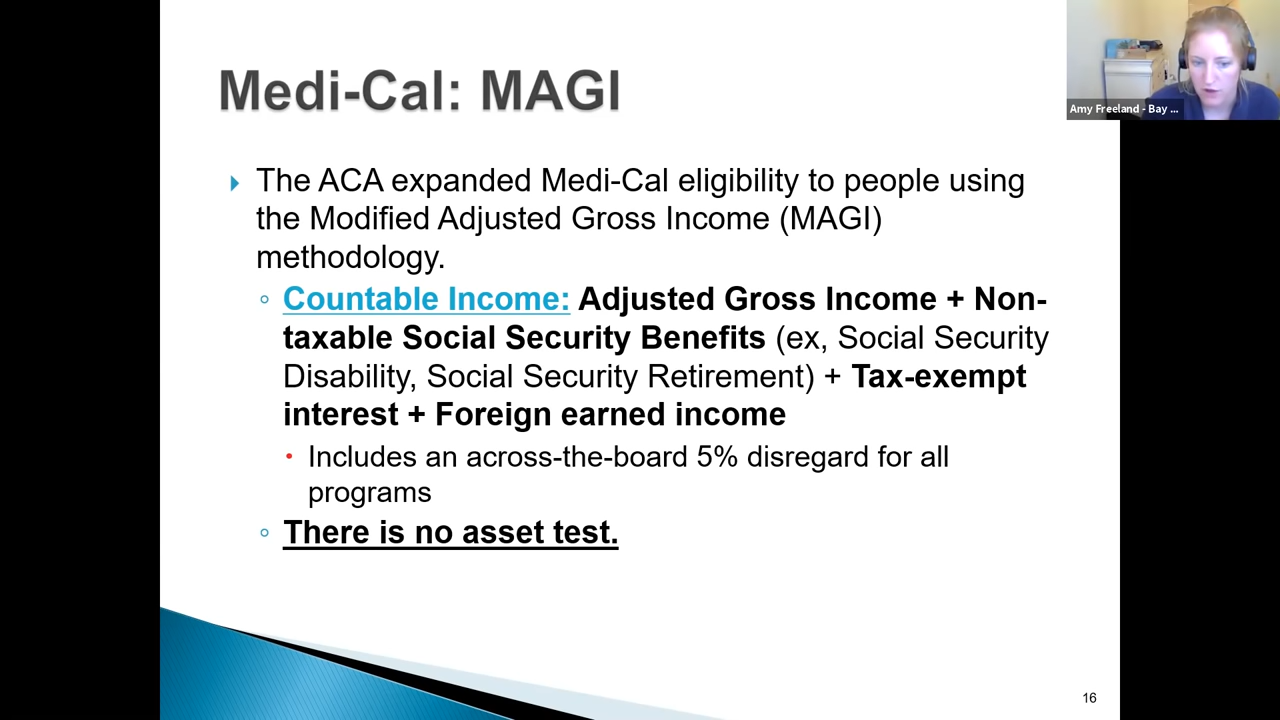 Medi-Cal: MAGI
Amy Freeland - Bay ...
The ACA expanded Medi-Cal eligibility to people using
the Modified Adjusted Gross Income (MAGI)
methodology.
Countable Income: Adjusted Gross Income + Non-
taxable Social Security Benefits (ex, Social Security
Disability, Social Security Retirement) + Tax-exempt
interest + Foreign earned income
Includes an across-the-board 5% disregard for all
programs
There is no asset test.
16